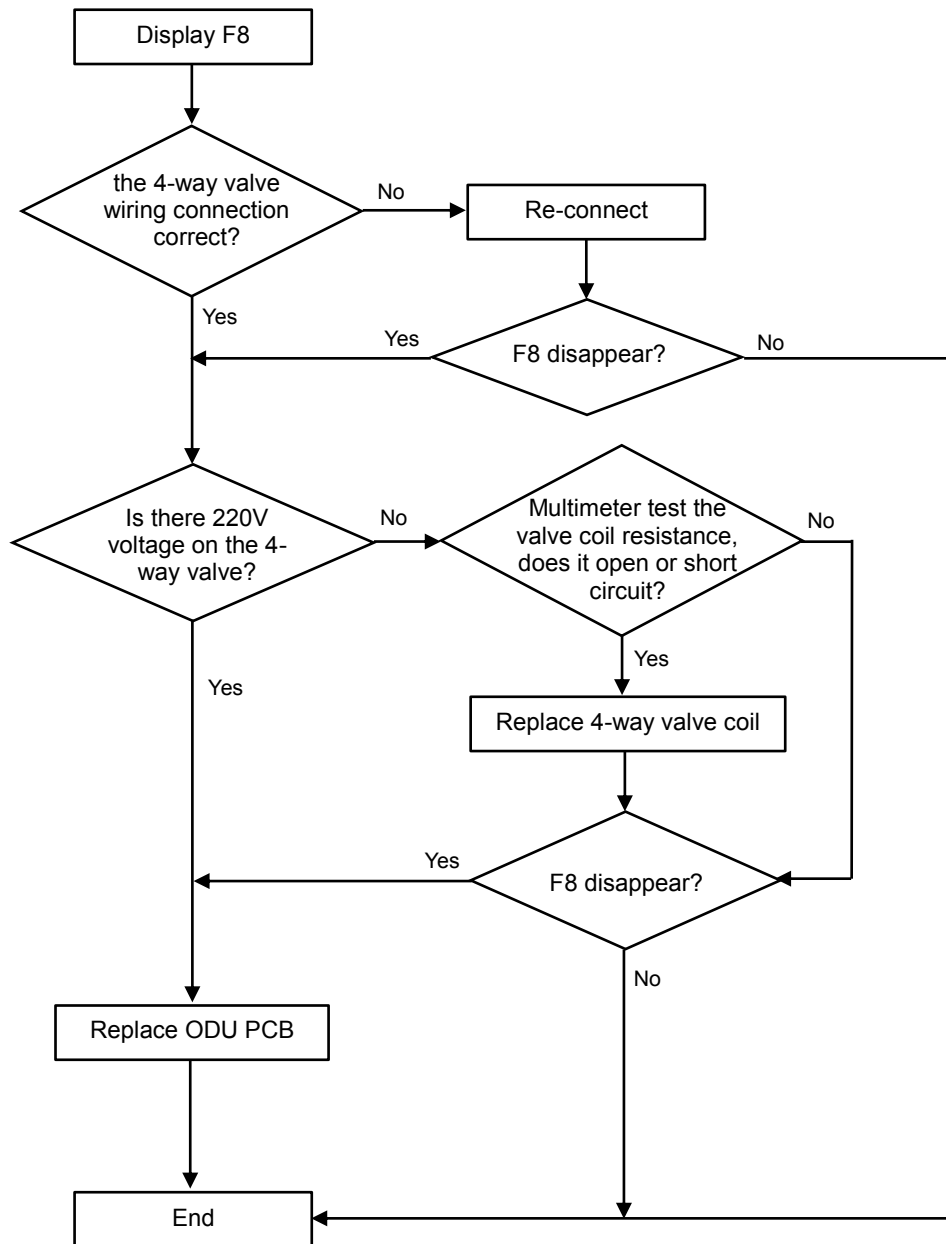 Display F8
the 4-way valve
wiring connection
correct?
No
Re-connect
Yes
Yes
F8 disappear?
No
Is there 220V
voltage on the 4-
way valve?
No
Multimeter test the
valve coil resistance,
does it open or short
circuit?
No
Yes
Yes
Replace 4-way valve coil
Yes
F8 disappear?
No
Replace ODU PCB
End